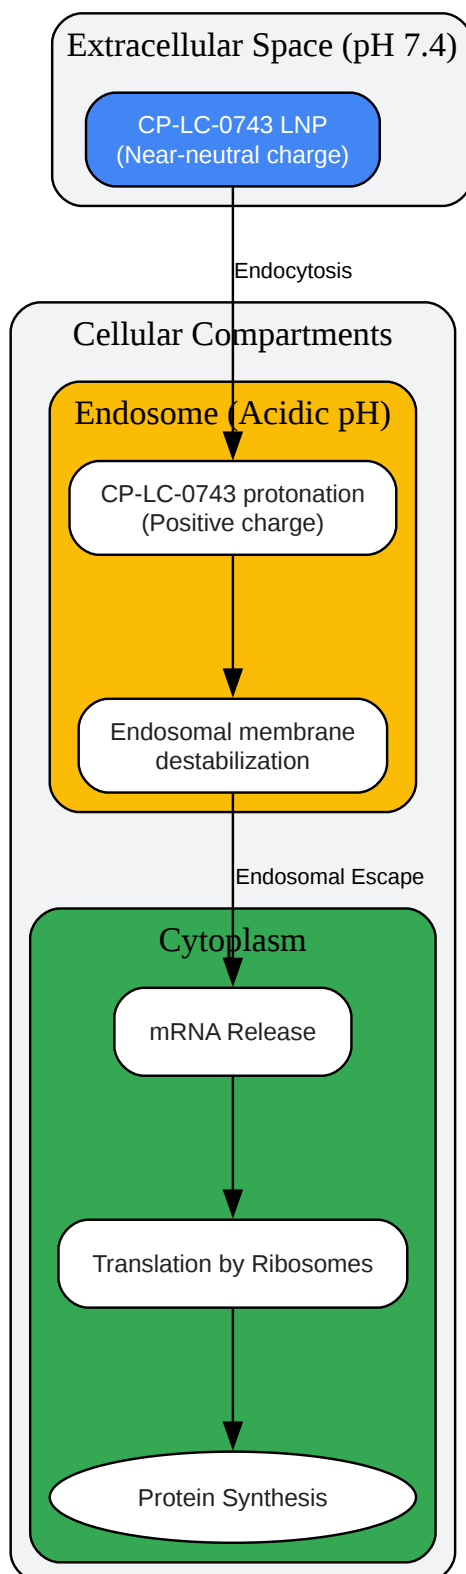 Extracellular Space (pH 7.4)
CP-LC-0743 LNP
(Near-neutral charge)
Endocytosis
Cellular Compartments
Endosome (Acidic pH)
CP-LC-0743 protonation
(Positive charge)
Endosomal membrane
destabilization
Endosomal Escape
Cytoplasm
mRNA Release
Translation by Ribosomes
Protein Synthesis